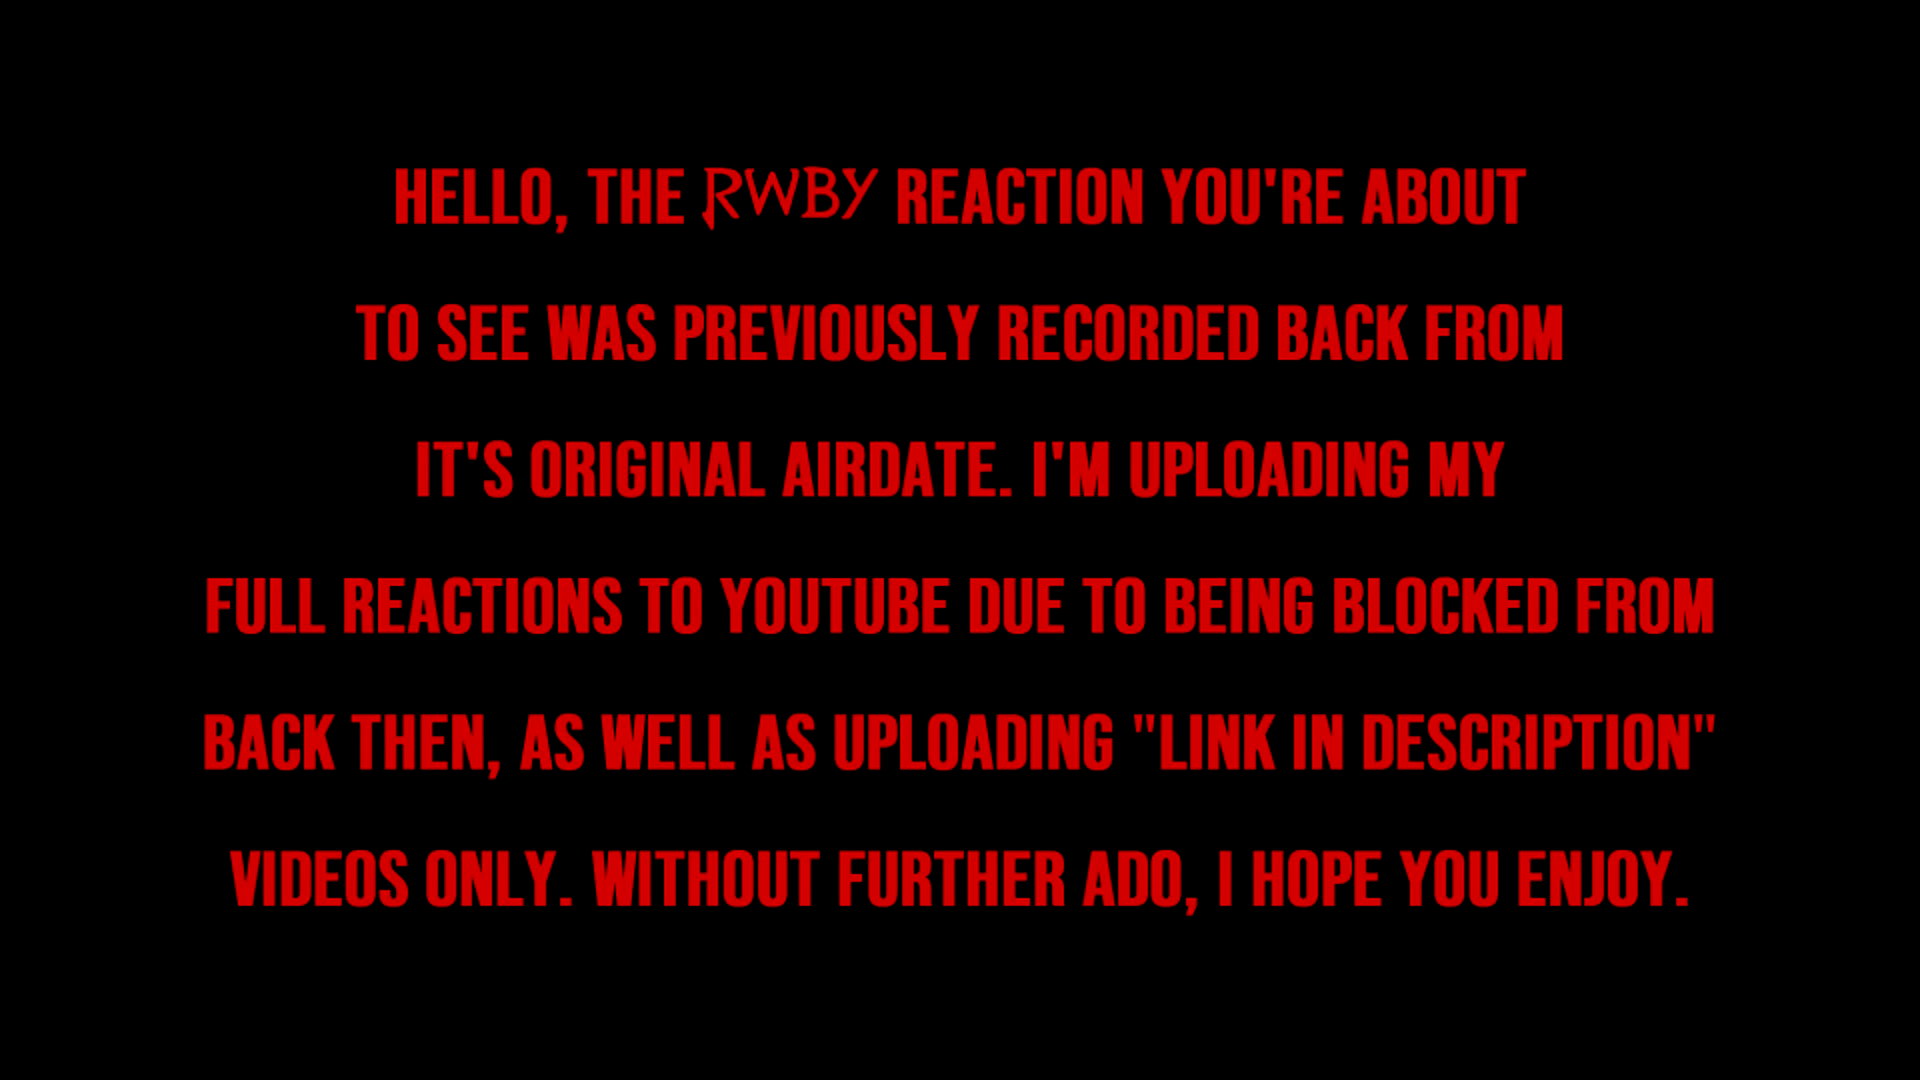 HELLO, THE RWBY REACTION YOU'RE ABOUT
TO SEE WAS PREVIOUSLY RECORDED BACK FROM
IT'S ORIGINAL AIRDATE. I'M UPLOADING MY
FULL REACTIONS TO YOUTUBE DUE TO BEING BLOCKED FROM
BACK THEN, AS WELL AS UPLOADING "LINK IN DESCRIPTION"
VIDEOS ONLY. WITHOUT FURTHER ADO, I HOPE YOU ENJOY.